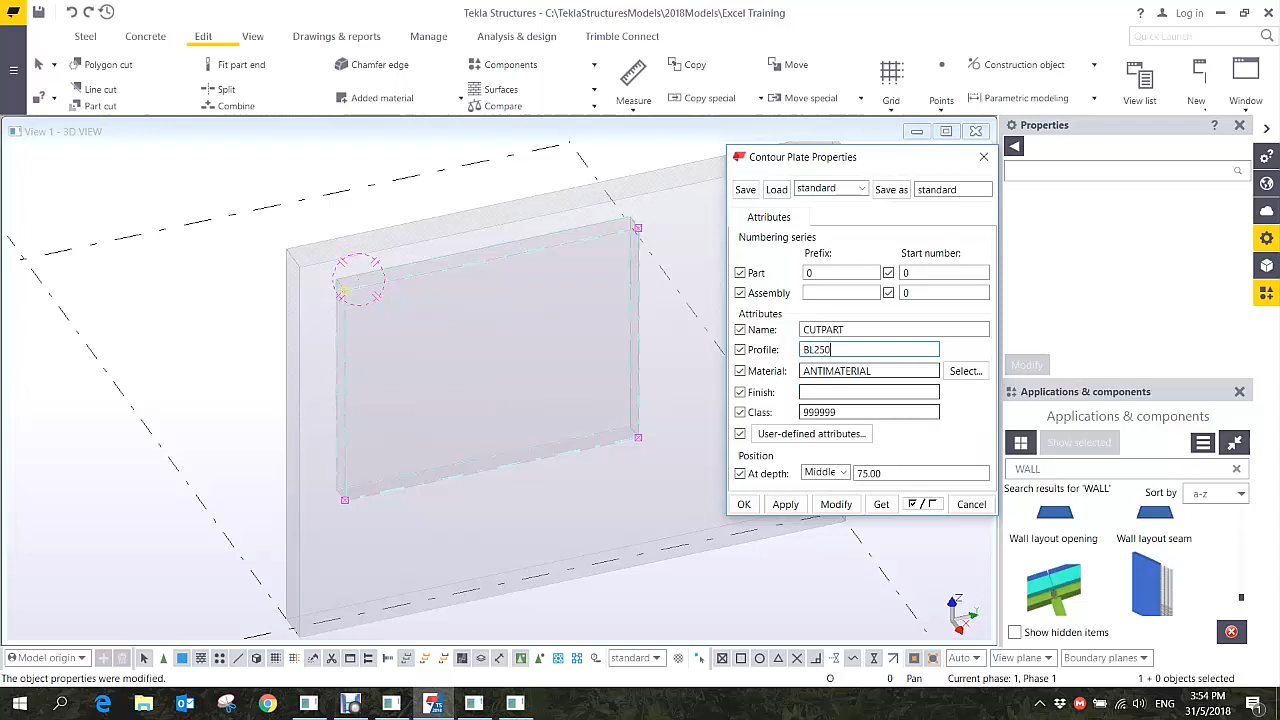 Tekla Structures - C:\TeklaStructuresModels\2018Models\Excel Training
Log in
Steel Concrete Edit View Drawings & reports Manage Analysis & design Trimble Connect
Quick Launch
Polygon cut Fit part end Chamfer edge Components Copy Move Construction object
Line cut Split Added material Surfaces Measure Copy special Move special Grid Points Parametric modeling View list New Window
Part cut Combine Compare
View 1 - 3D VIEW
Properties
Contour Plate Properties
Save Load standard Save as standard
Attributes
Numbering series
Prefix: Start number:
Part 0 0
Assembly 0
Attributes
Name: CUTPART
Profile: BL250
Material: ANTIMATERIAL Select...
Finish:
Class: 999999
User-defined attributes...
Position
At depth: Middle 75.00
OK Apply Modify Get Cancel
Modify
Applications & components
Applications & components
Show selected
WALL
Search results for 'WALL' Sort by a-z
Wall layout opening Wall layout seam
Show hidden items
Z
Model origin standard Auto View plane Boundary planes
The object properties were modified. O 0 Pan Current phase: 1, Phase 1 1 + 0 objects selected
ENG
3:54 PM
31/5/2018